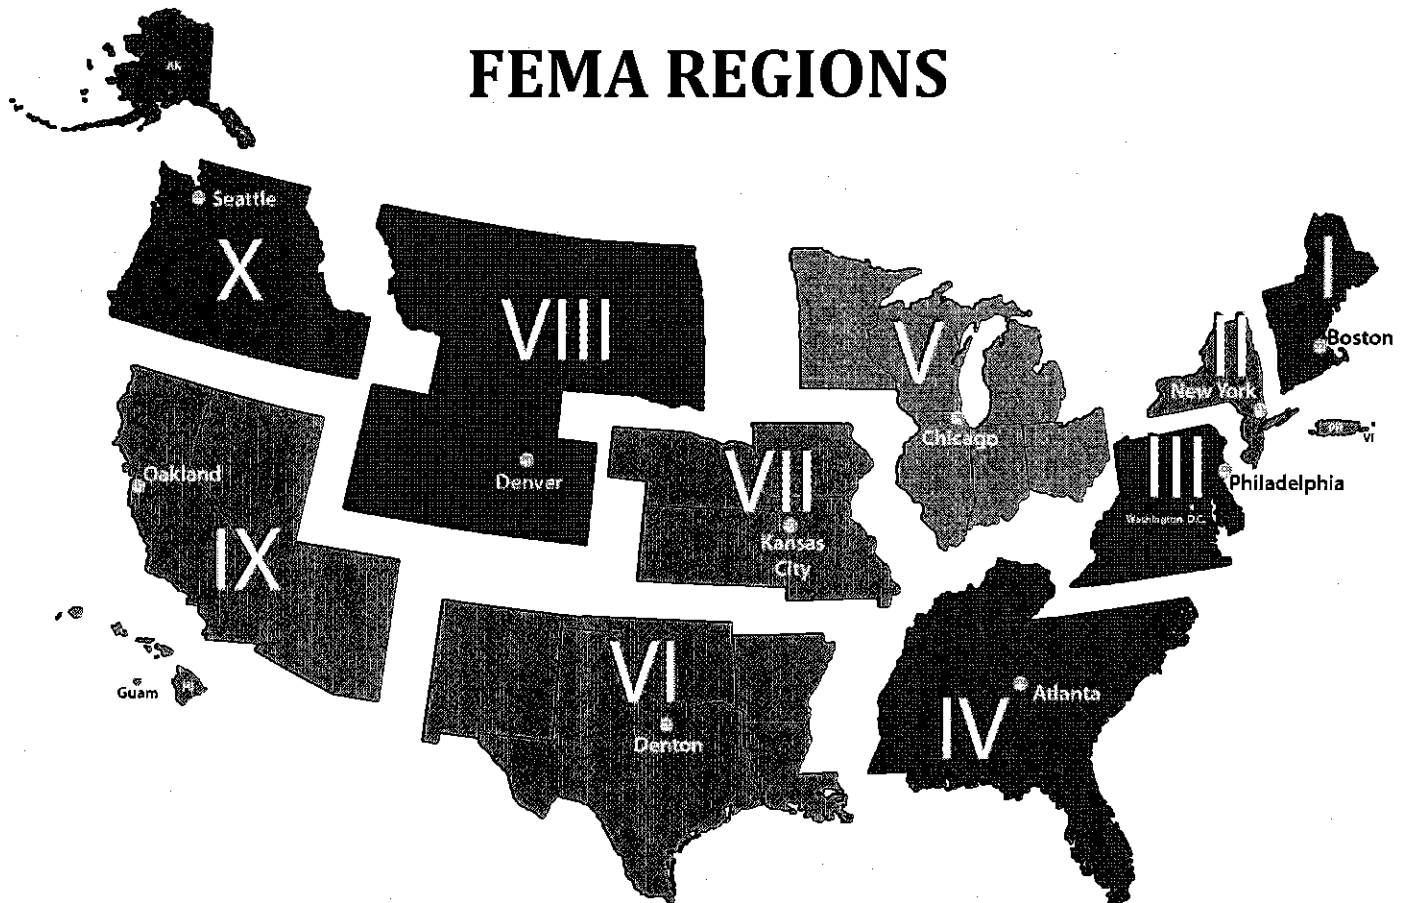 FEMA REGIONS
AK
Seattle
X
VIII
V
I
II
Boston
New York
PR
VI
Chicago
Oakland
Denver
VII
III
Philadelphia
Washington D.C.
Kansas
City
IX
VI
Guam
HI
Atlanta
IV
Denton